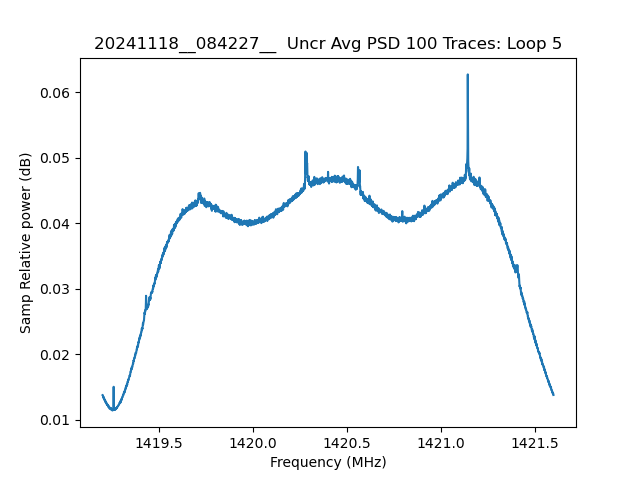 20241118__084227__  Uncr Avg PSD 100 Traces: Loop 5
Samp Relative power (dB)
0.06
0.05
0.04
0.03
0.02
0.01
1419.5 1420.0 1420.5 1421.0 1421.5
Frequency (MHz)